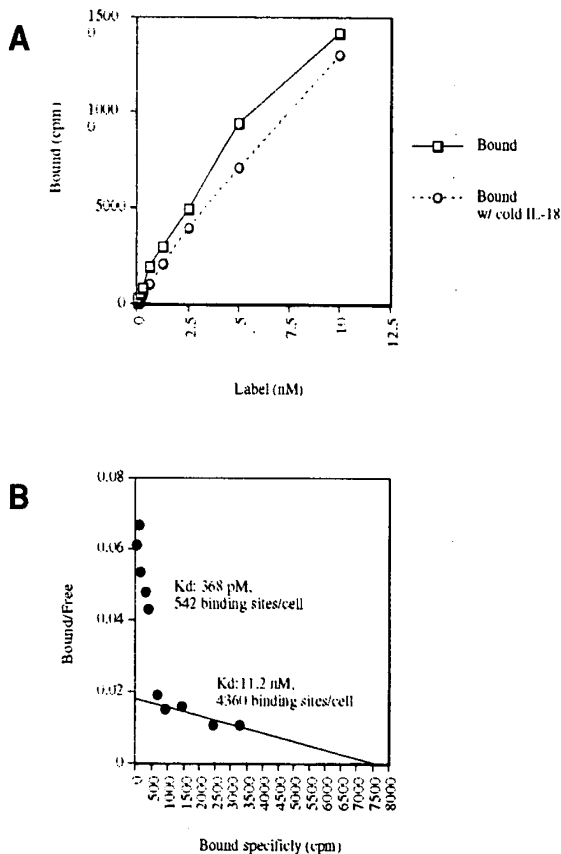 A
1500
0
1000
0
5000
0
Bound (cpm)
0
2.5
5
7.5
10
12.5
Label (nM)
Bound
Bound
w/ cold IL-18
B
0.08
0.06
0.04
0.02
0
Bound/Free
Kd: 368 pM,
542 binding sites/cell
Kd:11.2 nM,
4360 binding sites/cell
0
500
1000
1500
2000
2500
3000
3500
4000
4500
5000
5500
6000
6500
7000
7500
8000
Bound specificly (cpm)